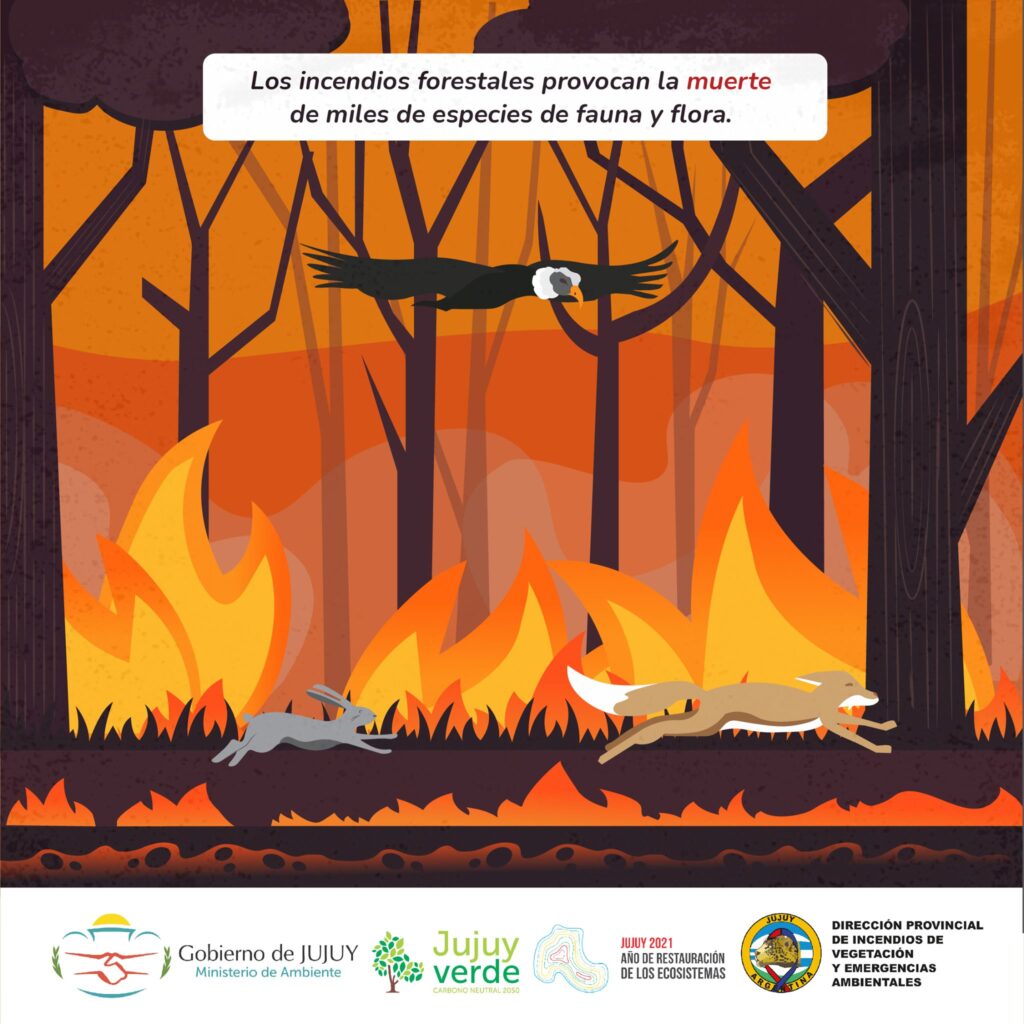 Los incendios forestales provocan la muerte
de miles de especies de fauna y flora.
Gobierno de JUJUY
Ministerio de Ambiente
Jujuy
verde
CARBONO NEUTRAL 2050
JUJUY 2021
AÑO DE RESTAURACIÓN
DE LOS ECOSISTEMAS
JUJUY
ARGENTINA
DIRECCIÓN PROVINCIAL
DE INCENDIOS DE
VEGETACIÓN
Y EMERGENCIAS
AMBIENTALES